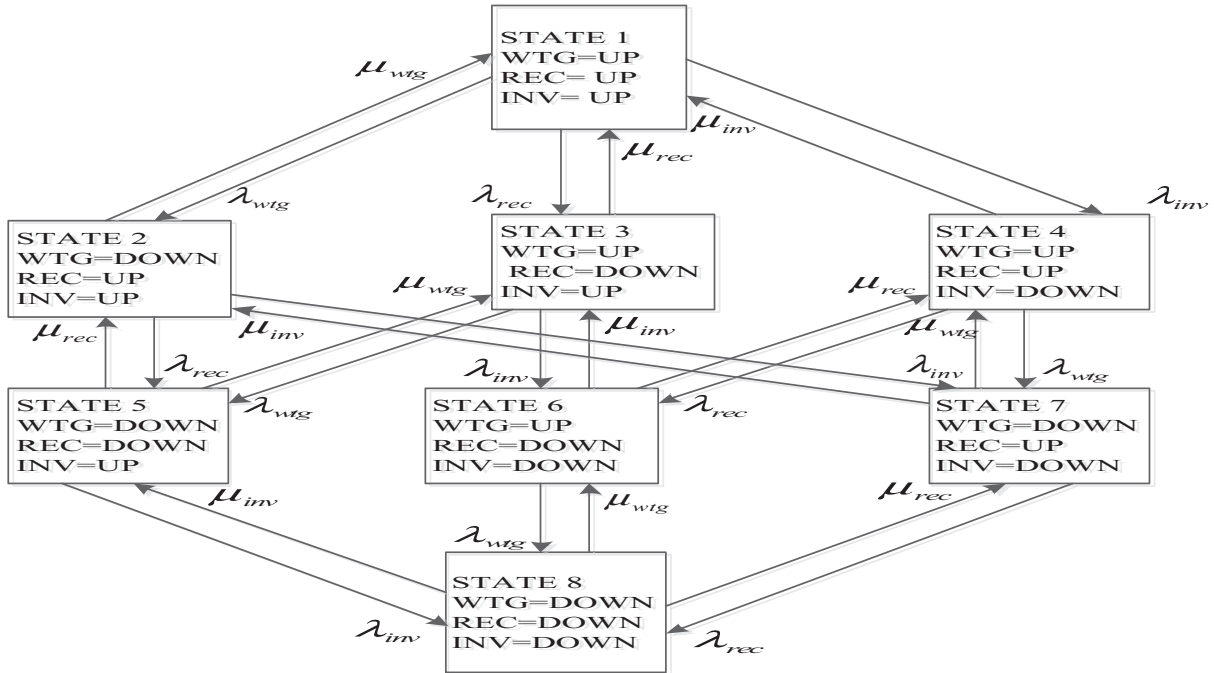 STATE 1
WTG=UP
REC= UP
INV= UP
μwtg
μinv
μrec
λwtg
λrec
λinv
STATE 2
WTG=DOWN
REC=UP
INV=UP
STATE 3
WTG=UP
REC=DOWN
INV=UP
STATE 4
WTG=UP
REC=UP
INV=DOWN
μwtg
μrec
μrec
μinv
μinv
μwtg
λrec
λinv
λinv
λwtg
λwtg
λrec
STATE 5
WTG=DOWN
REC=DOWN
INV=UP
STATE 6
WTG=UP
REC=DOWN
INV=DOWN
STATE 7
WTG=DOWN
REC=UP
INV=DOWN
μinv
μwtg
μrec
λwtg
λinv
λrec
STATE 8
WTG=DOWN
REC=DOWN
INV=DOWN